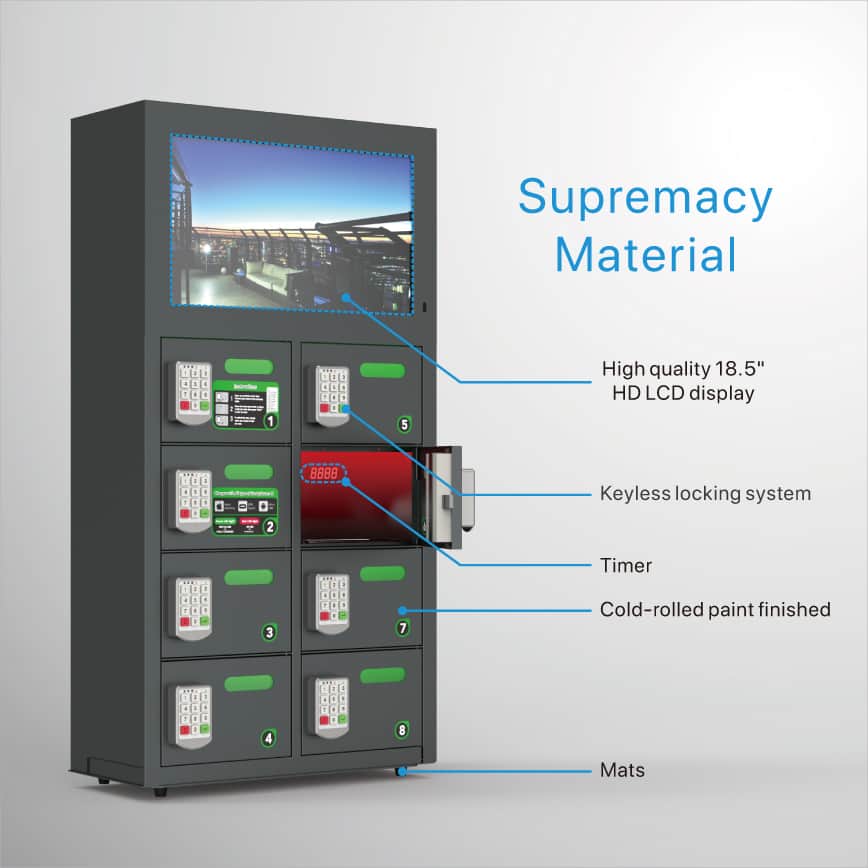 Supremacy
Material
High quality 18.5"
HD LCD display
Keyless locking system
Timer
Cold-rolled paint finished
Mats
1
5
8888
2
3
7
4
8